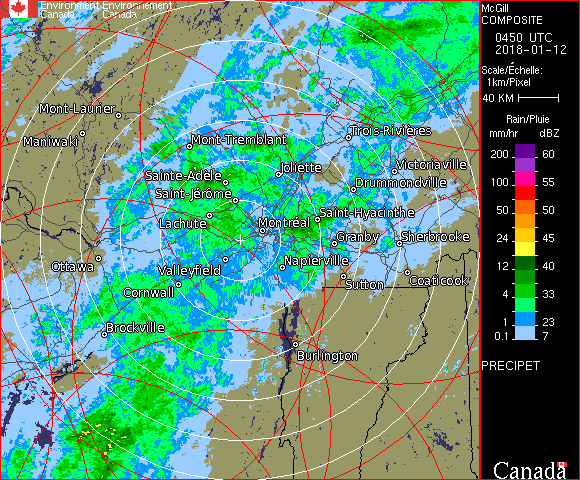 Environment Environnement
Canada Canada
McGill
COMPOSITE
0450 UTC
2018-01-12
Scale/Échelle:
1km/Pixel
40 KM
Rain/Pluie
mm/hr dBZ
200 60
100 55
50 50
50 45
24 45
12 40
4 33
1 23
0.1 7
PRECIPET
Canada
Mont-Laurier
Maniwaki
Mont-Tremblant
Trois-Rivières
Joliette
Victoriaville
Sainte-Adèle
Drummondville
Saint-Jérôme
Lachute
Saint-Hyacinthe
Montréal
Granby
Sherbrooke
Ottawa
Valleyfield
Napierville
Cornwall
Sutton
Coaticook
Brockville
Burlington